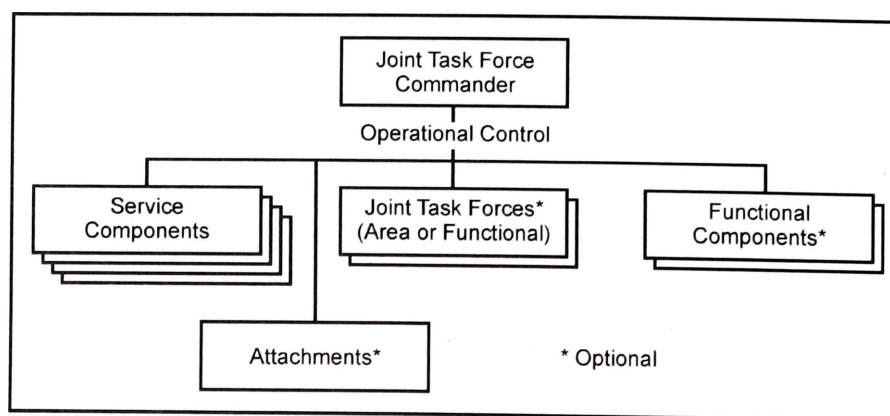 Joint Task Force
Commander
Operational Control
Service
Components
Joint Task Forces*
(Area or Functional)
Functional
Components*
Attachments*
* Optional